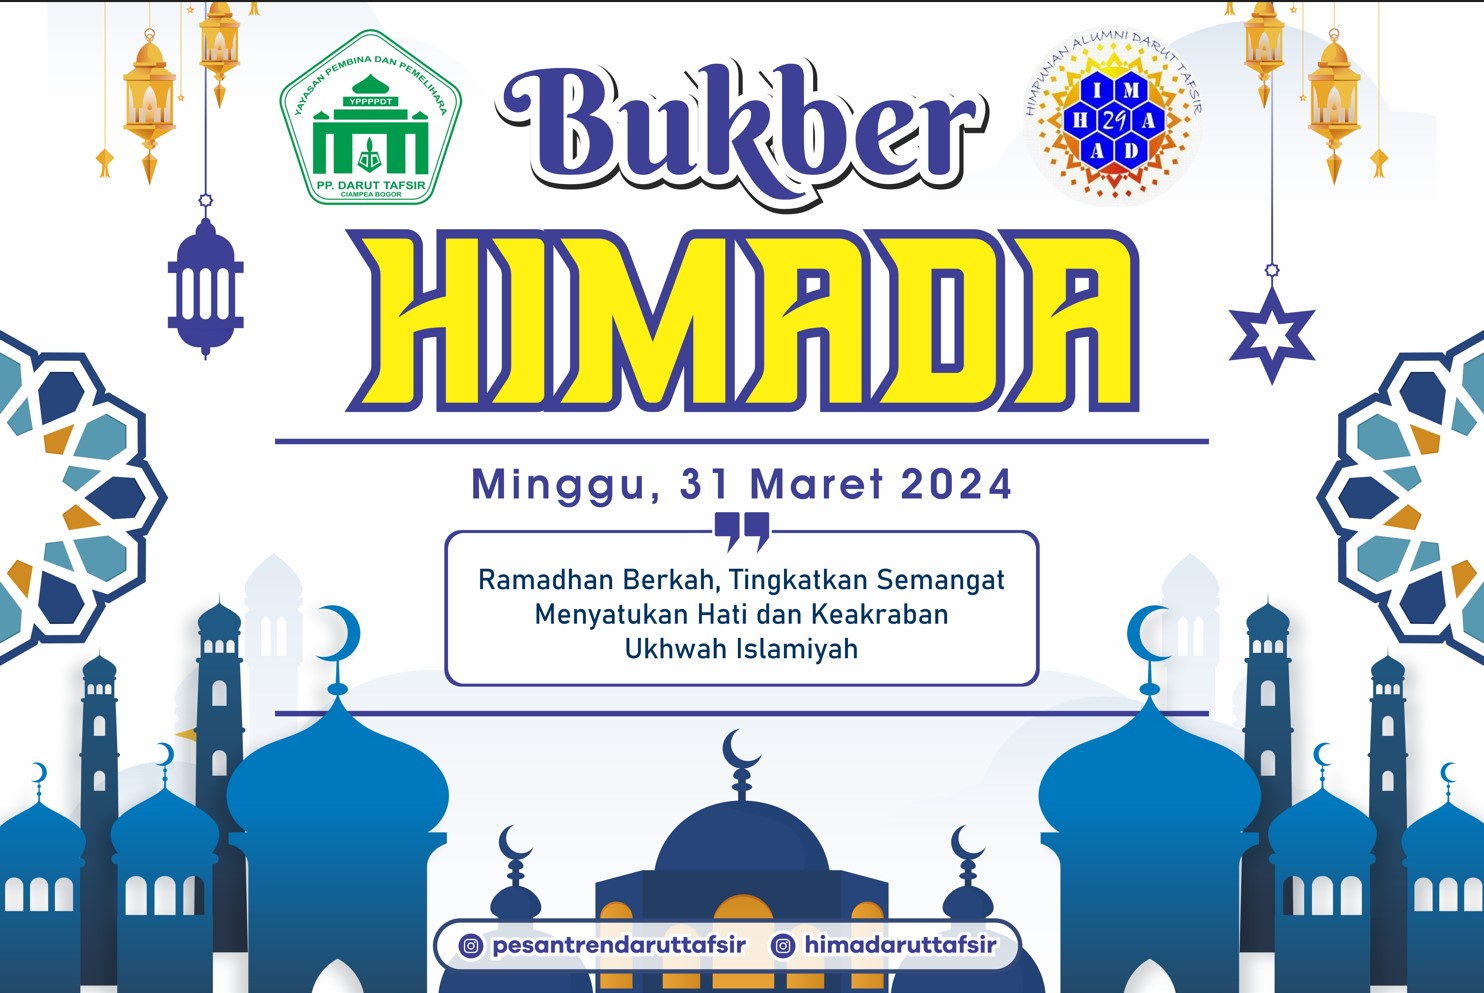 YAYASAN PEMBINA DAN PEMELIHARA
YPPPPDT
PP. DARUT TAFSIR
CIAMPEA BOGOR
Bukber
HIMPUNAN ALUMNI DARUT TAFSIR
I M
H 29 A
A D
HIMADA
Minggu, 31 Maret 2024
Ramadhan Berkah, Tingkatkan Semangat
Menyatukan Hati dan Keakraban
Ukhwah Islamiyah
pesantrendaruttafsir himadaruttafsir